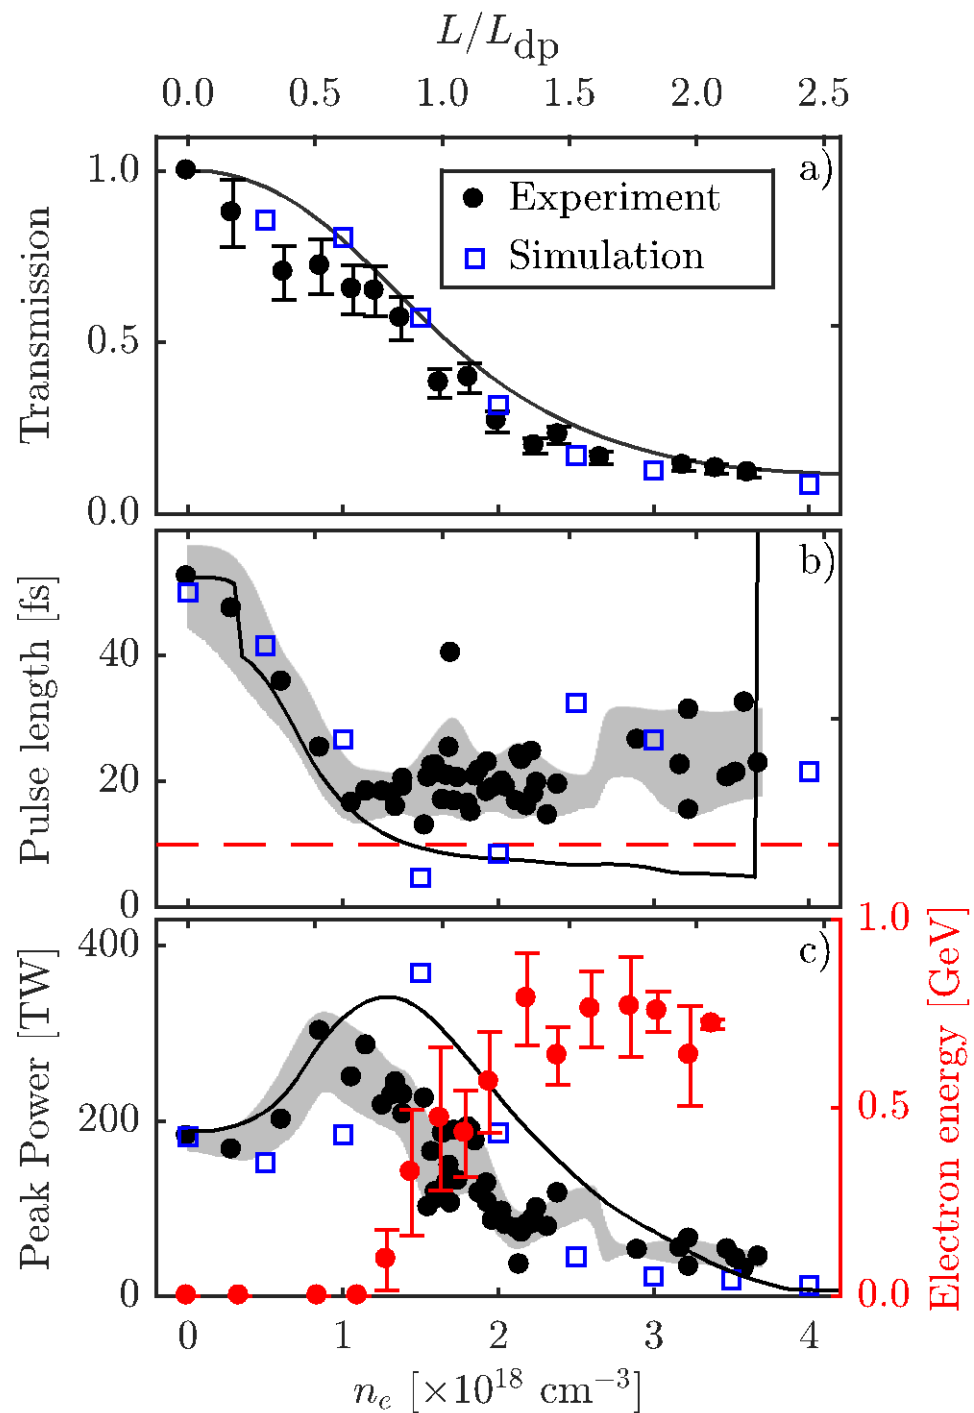 L/L_dp
0.0 0.5 1.0 1.5 2.0 2.5
a)
Experiment
Simulation
Transmission
1.0
0.5
0.0
b)
Pulse length [fs]
40
20
0
c)
Peak Power [TW]
400
200
0
1.0
0.5
0.0
Electron energy [GeV]
0 1 2 3 4
n_e [×10^18 cm^−3]